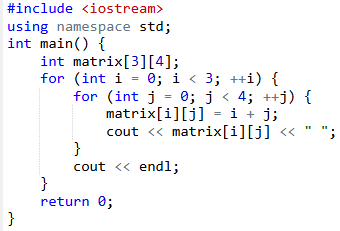 #include <iostream>
using namespace std;
int main() {
    int matrix[3][4];
    for (int i = 0; i < 3; ++i) {
        for (int j = 0; j < 4; ++j) {
            matrix[i][j] = i + j;
            cout << matrix[i][j] << " ";
        }
        cout << endl;
    }
    return 0;
}